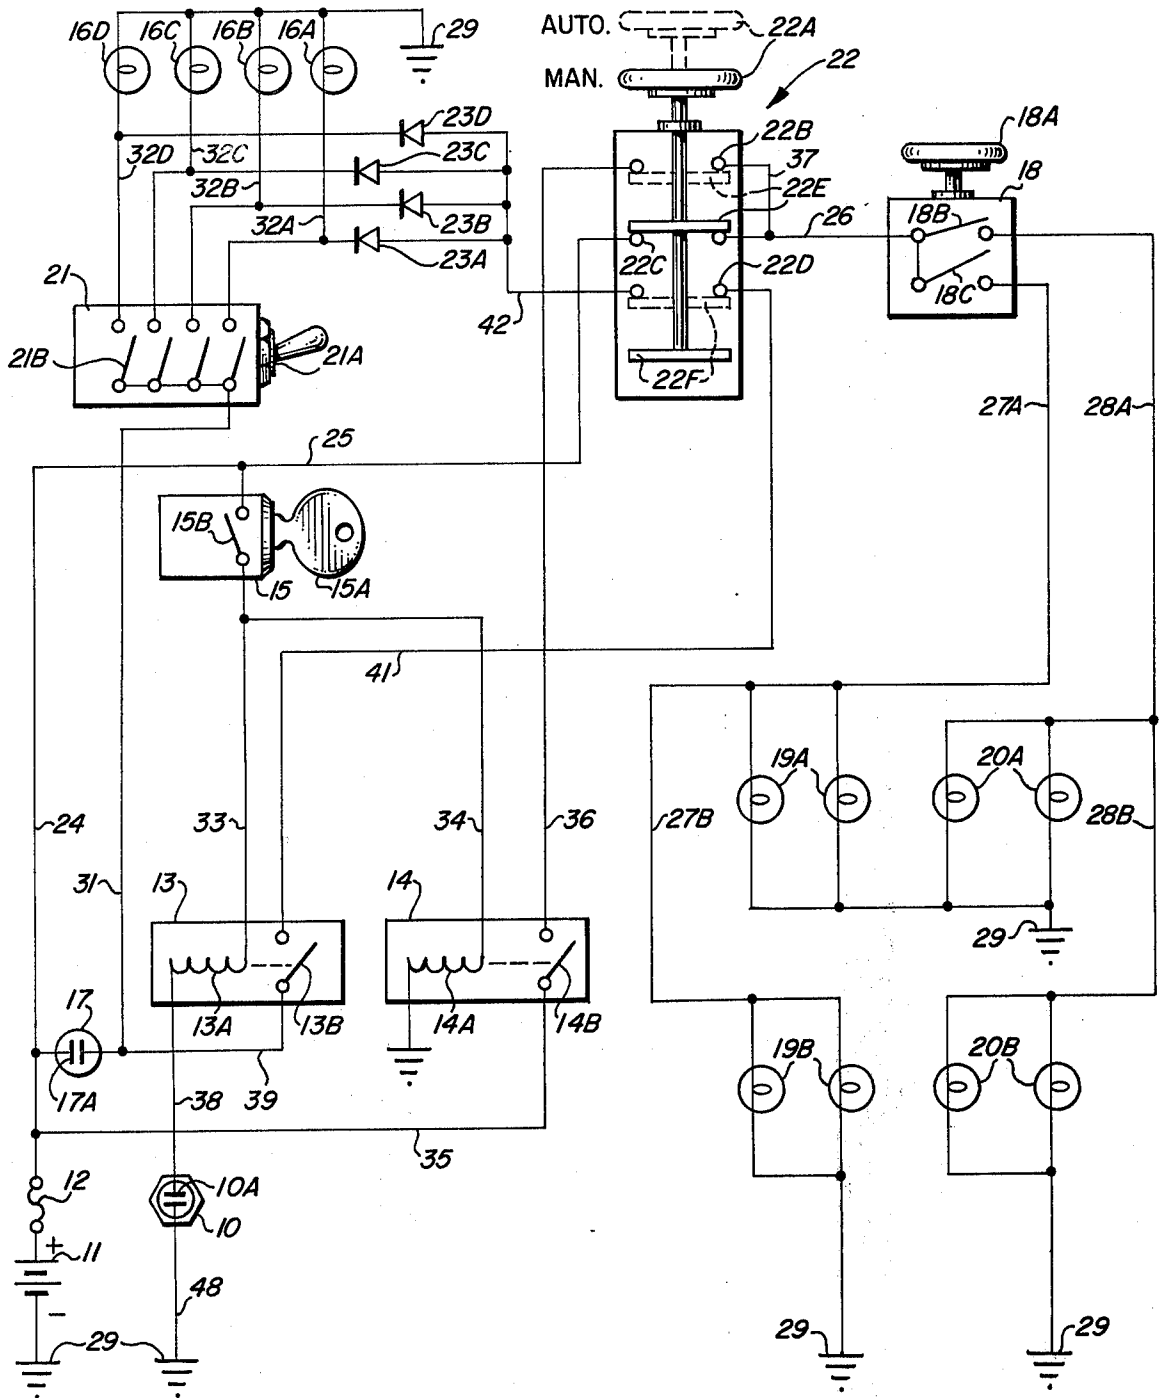 AUTO.
22A
16D
16C
16B
16A
29
MAN.
22
23D
22B
18A
37
32D
32C
23C
22E
18
32B
26
18B
32A
23B
23A
22C
22D
18C
21
42
21B
21A
22F
27A
28A
25
15B
15
15A
41
19A
20A
24
33
34
36
27B
28B
31
13
14
29
17
13A
13B
14A
14B
17A
38
39
19B
20B
35
12
10A
10
+
11
48
−
29
29
29